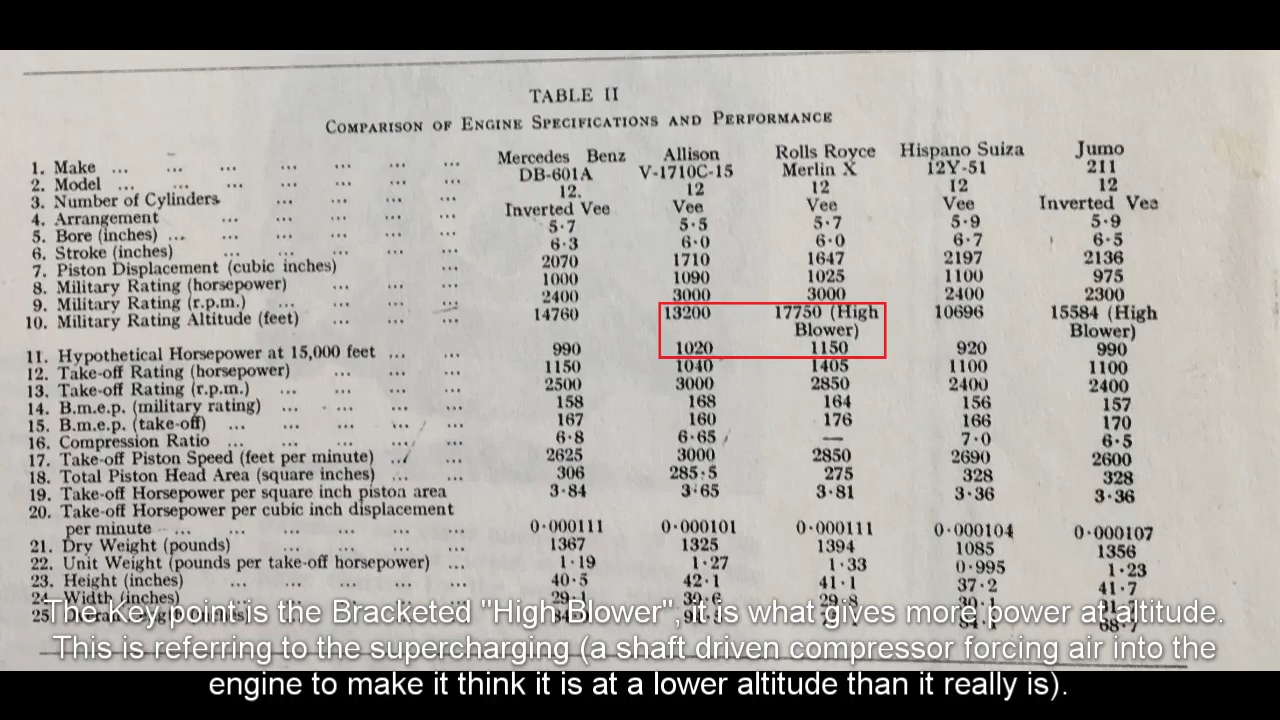 TABLE II
COMPARISON OF ENGINE SPECIFICATIONS AND PERFORMANCE
1. Make ... ... ... ... ... ... Mercedes Benz Allison Rolls Royce Hispano Suiza Jumo
2. Model ... ... ... ... ... ... DB-601A V-1710C-15 Merlin X 12Y-51 211
3. Number of Cylinders ... ... ... ... 12. 12 12 12 12
4. Arrangement ... ... ... ... ... Inverted Vee Vee Vee Vee Inverted Vee
5. Bore (inches) ... ... ... ... ... ... 5·7 5·5 5·7 5·9 5·9
6. Stroke (inches) ... ... ... ... ... 6·3 6·0 6·0 6·7 6·5
7. Piston Displacement (cubic inches) ... 2070 1710 1647 2197 2136
8. Military Rating (horsepower) ... ... ... 1000 1090 1025 1100 975
9. Military Rating (r.p.m.) ... ... ... ... 2400 3000 3000 2400 2300
10. Military Rating Altitude (feet) ... ... ... 14760 13200 17750 (High Blower) 10696 15584 (High Blower)
11. Hypothetical Horsepower at 15,000 feet ... ... 990 1020 1150 920 990
12. Take-off Rating (horsepower) ... ... ... 1150 1040 1405 1100 1100
13. Take-off Rating (r.p.m.) ... ... ... ... 2500 3000 2850 2400 2400
14. B.m.e.p. (military rating) ... ... ... ... 158 168 164 156 157
15. B.m.e.p. (take-off) ... ... ... ... ... 167 160 176 166 170
16. Compression Ratio ... ... ... ... ... 6·8 6·65 — 7·0 6·5
17. Take-off Piston Speed (feet per minute) ... ... 2625 3000 2850 2690 2600
18. Total Piston Head Area (square inches) ... ... 306 285·5 275 328 328
19. Take-off Horsepower per square inch piston area 3·84 3·65 3·81 3·36 3·36
20. Take-off Horsepower per cubic inch displacement
per minute ... ... ... ... ... ... 0·000111 0·000101 0·000111 0·000104 0·000107
21. Dry Weight (pounds) ... ... ... ... 1367 1325 1394 1085 1356
22. Unit Weight (pounds per take-off horsepower) ... 1·19 1·27 1·33 0·995 1·23
23. Height (inches) ... ... ... ... ... 40·5 42·1 41·1 37·2 41·7
24. Width (inches) ... ... ... ... ... 29·1 29·8 30·1
25. 68·7
The Key point is the Bracketed "High Blower", it is what gives more power at altitude.
This is referring to the supercharging (a shaft driven compressor forcing air into the
engine to make it think it is at a lower altitude than it really is).